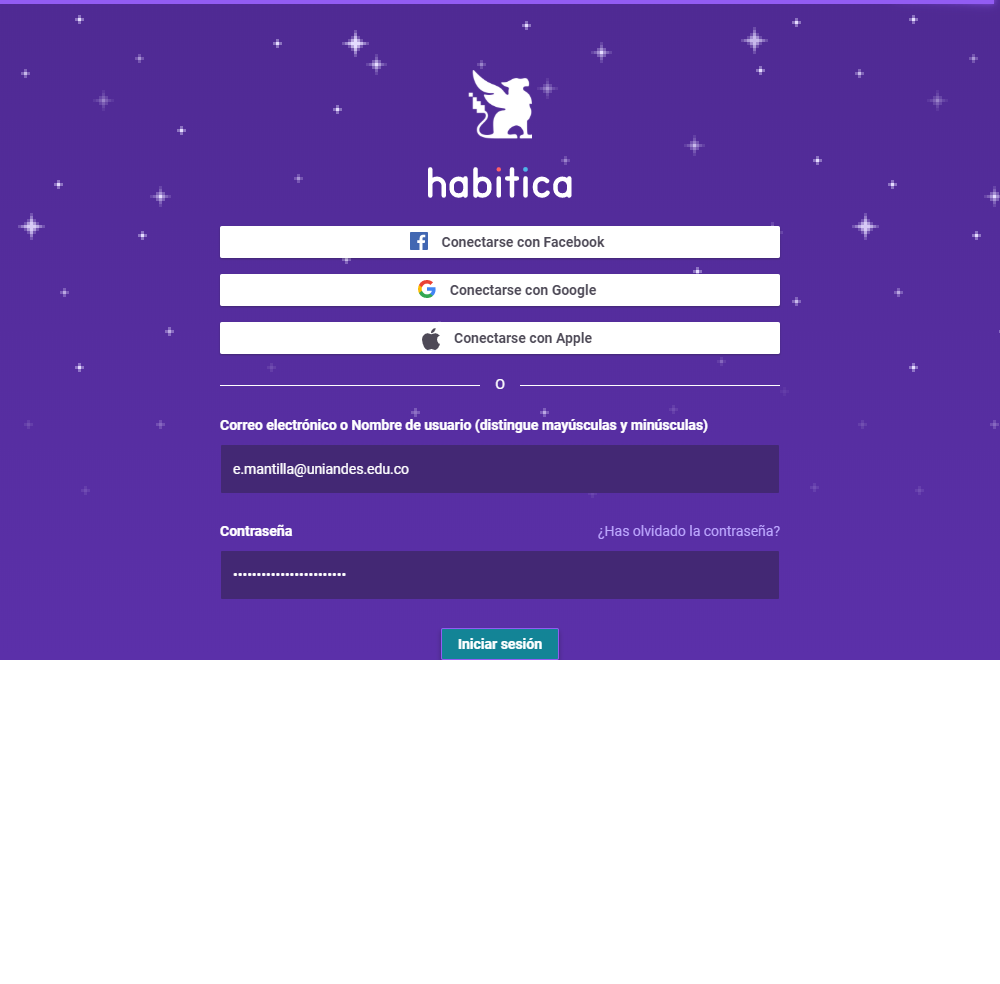 habitica
Conectarse con Facebook
Conectarse con Google
Conectarse con Apple
O
Correo electrónico o Nombre de usuario (distingue mayúsculas y minúsculas)
e.mantilla@uniandes.edu.co
Contraseña ¿Has olvidado la contraseña?
Iniciar sesión